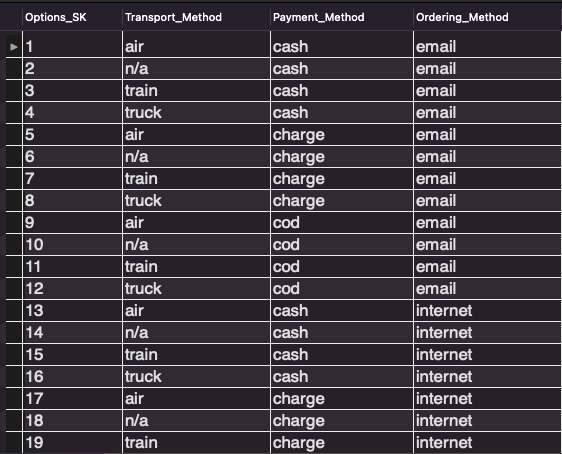 Options_SK Transport_Method Payment_Method Ordering_Method
1 air cash email
2 n/a cash email
3 train cash email
4 truck cash email
5 air charge email
6 n/a charge email
7 train charge email
8 truck charge email
9 air cod email
10 n/a cod email
11 train cod email
12 truck cod email
13 air cash internet
14 n/a cash internet
15 train cash internet
16 truck cash internet
17 air charge internet
18 n/a charge internet
19 train charge internet